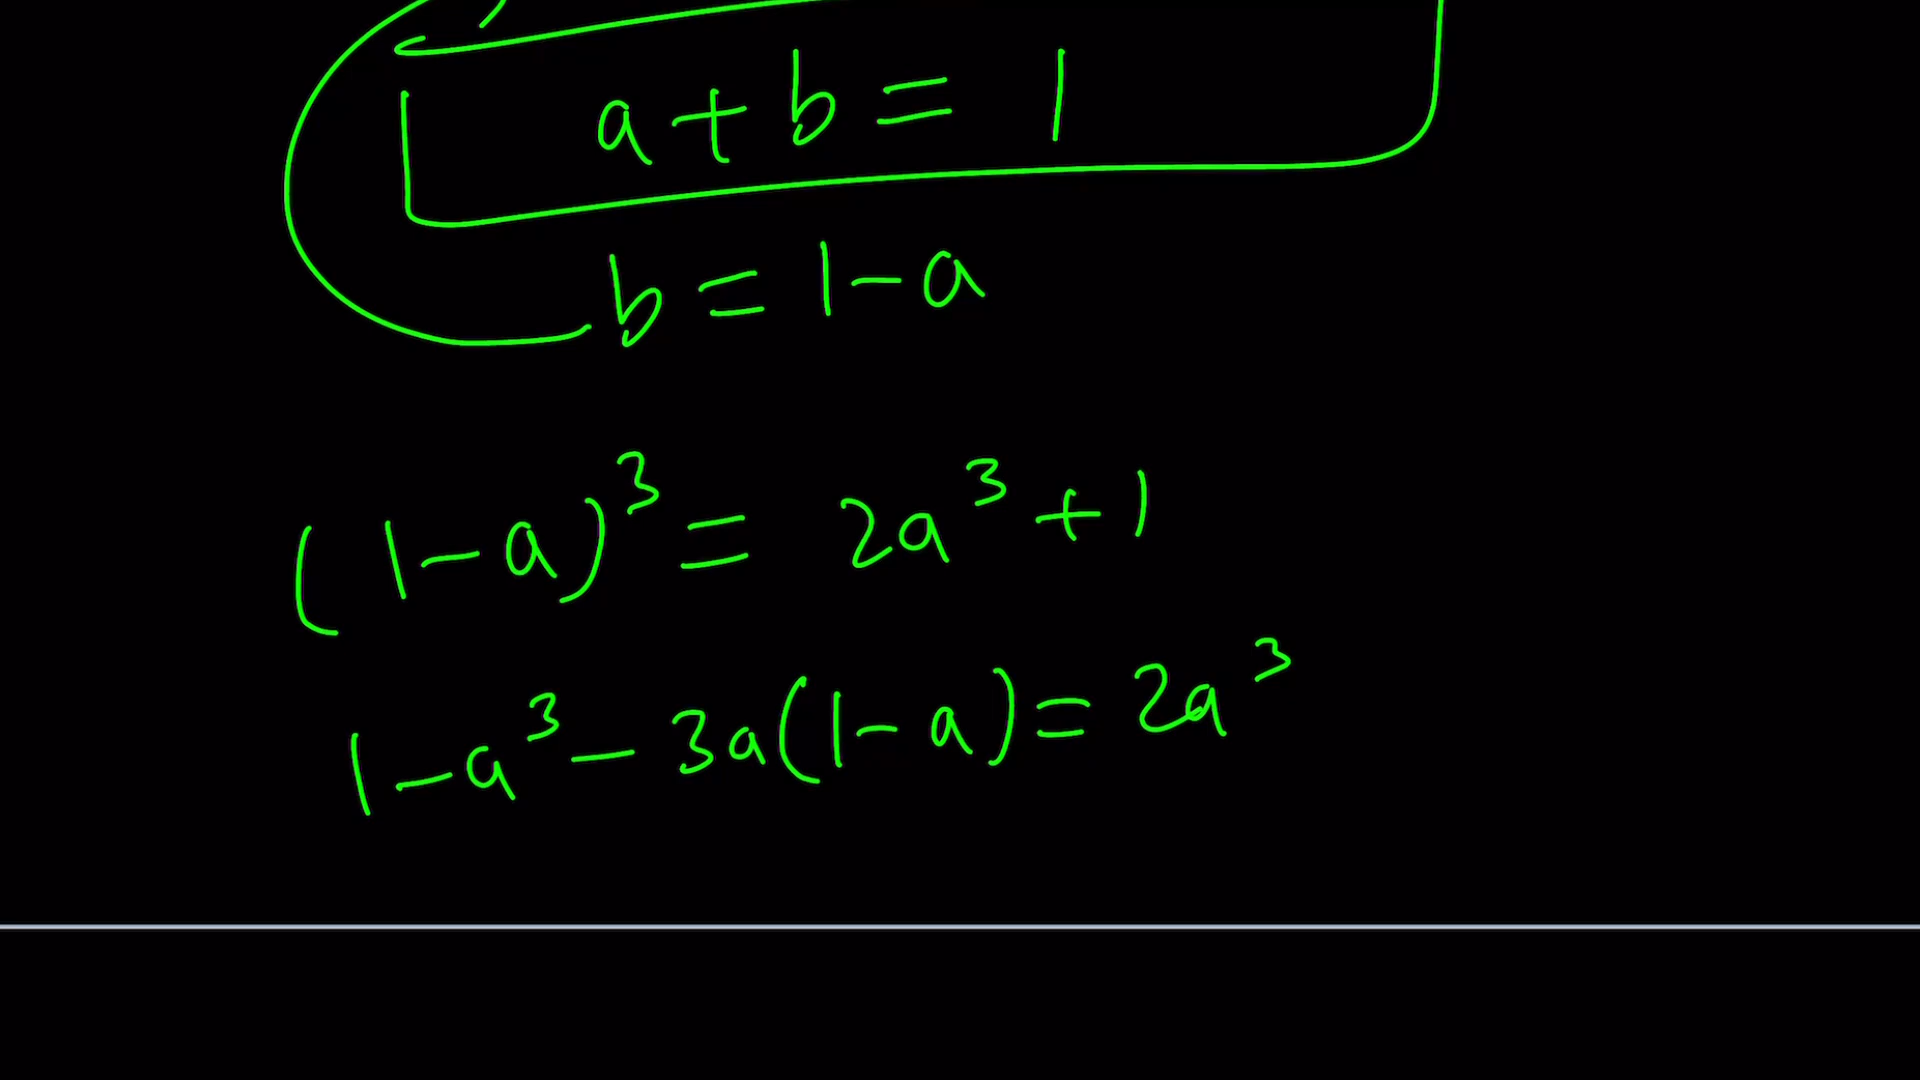 a + b = 1
b = 1 - a
(1 - a)³ = 2a³ + 1
1 - a³ - 3a(1 - a) = 2a³